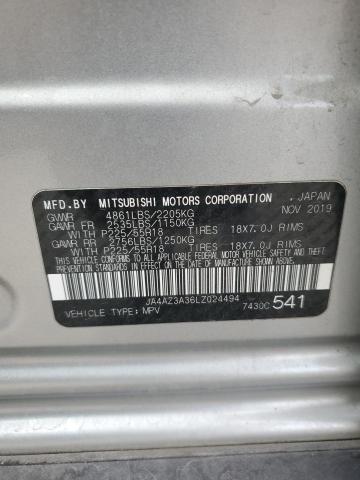 MFD.BY MITSUBISHI MOTORS CORPORATION , JAPAN
GVWR 4861LBS/2205KG NOV 2019
GAWR FR 2535LBS/1150KG
WITH P225/55R18 TIRES 18X7.0J RIMS
GAWR RR 2756LBS/1250KG
WITH P225/55R18 TIRES 18X7.0J RIMS
THIS VEHICLE CONFORMS TO ALL APPLICABLE FEDERAL
MOTOR VEHICLE SAFETY, BUMPER AND THEFT PREVENTION
STANDARDS IN EFFECT ON THE DATE OF MANUFACTURE
SHOWN ABOVE.
JA4AZ3A36LZ024494
VEHICLE TYPE: MPV 7430C 541